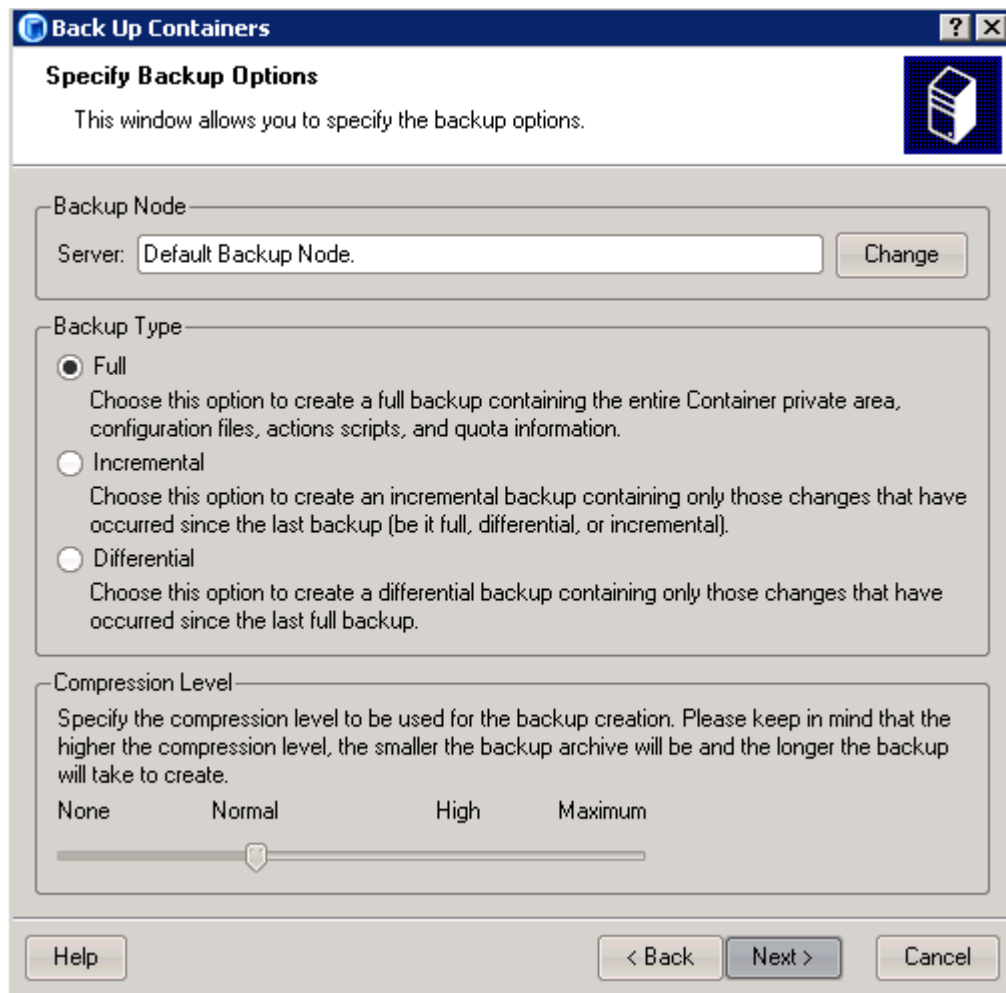 Back Up Containers
Specify Backup Options
This window allows you to specify the backup options.
Backup Node
Server: Default Backup Node. Change
Backup Type
Full
Choose this option to create a full backup containing the entire Container private area,
configuration files, actions scripts, and quota information.
Incremental
Choose this option to create an incremental backup containing only those changes that have
occurred since the last backup (be it full, differential, or incremental).
Differential
Choose this option to create a differential backup containing only those changes that have
occurred since the last full backup.
Compression Level
Specify the compression level to be used for the backup creation. Please keep in mind that the
higher the compression level, the smaller the backup archive will be and the longer the backup
will take to create.
None Normal High Maximum
Help < Back Next > Cancel